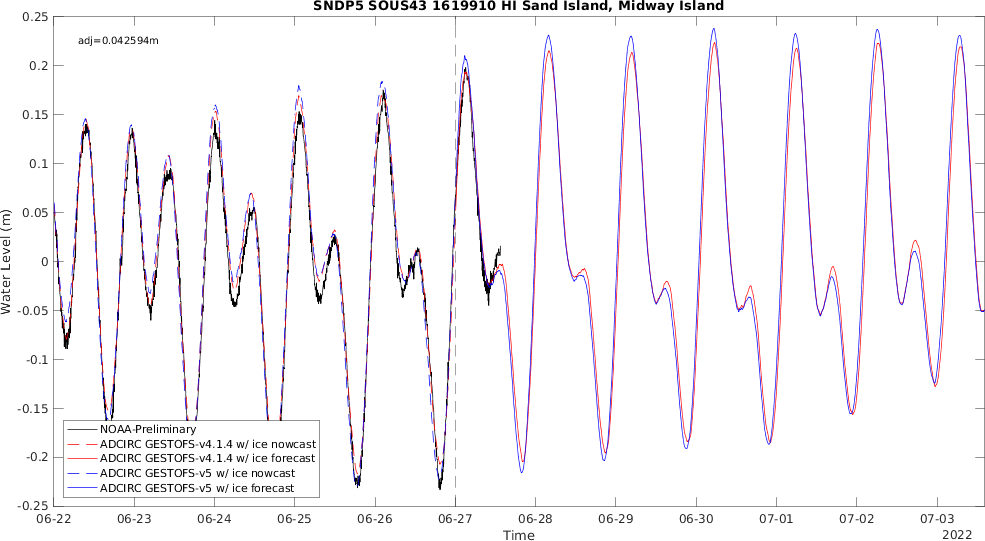 SNDP5 SOUS43 1619910 HI Sand Island, Midway Island
adj=0.042594m
0.25
0.2
0.15
0.1
0.05
0
-0.05
-0.1
-0.15
-0.2
-0.25
Water Level (m)
NOAA-Preliminary
ADCIRC GESTOFS-v4.1.4 w/ ice nowcast
ADCIRC GESTOFS-v4.1.4 w/ ice forecast
ADCIRC GESTOFS-v5 w/ ice nowcast
ADCIRC GESTOFS-v5 w/ ice forecast
06-22 06-23 06-24 06-25 06-26 06-27 06-28 06-29 06-30 07-01 07-02 07-03
Time
2022